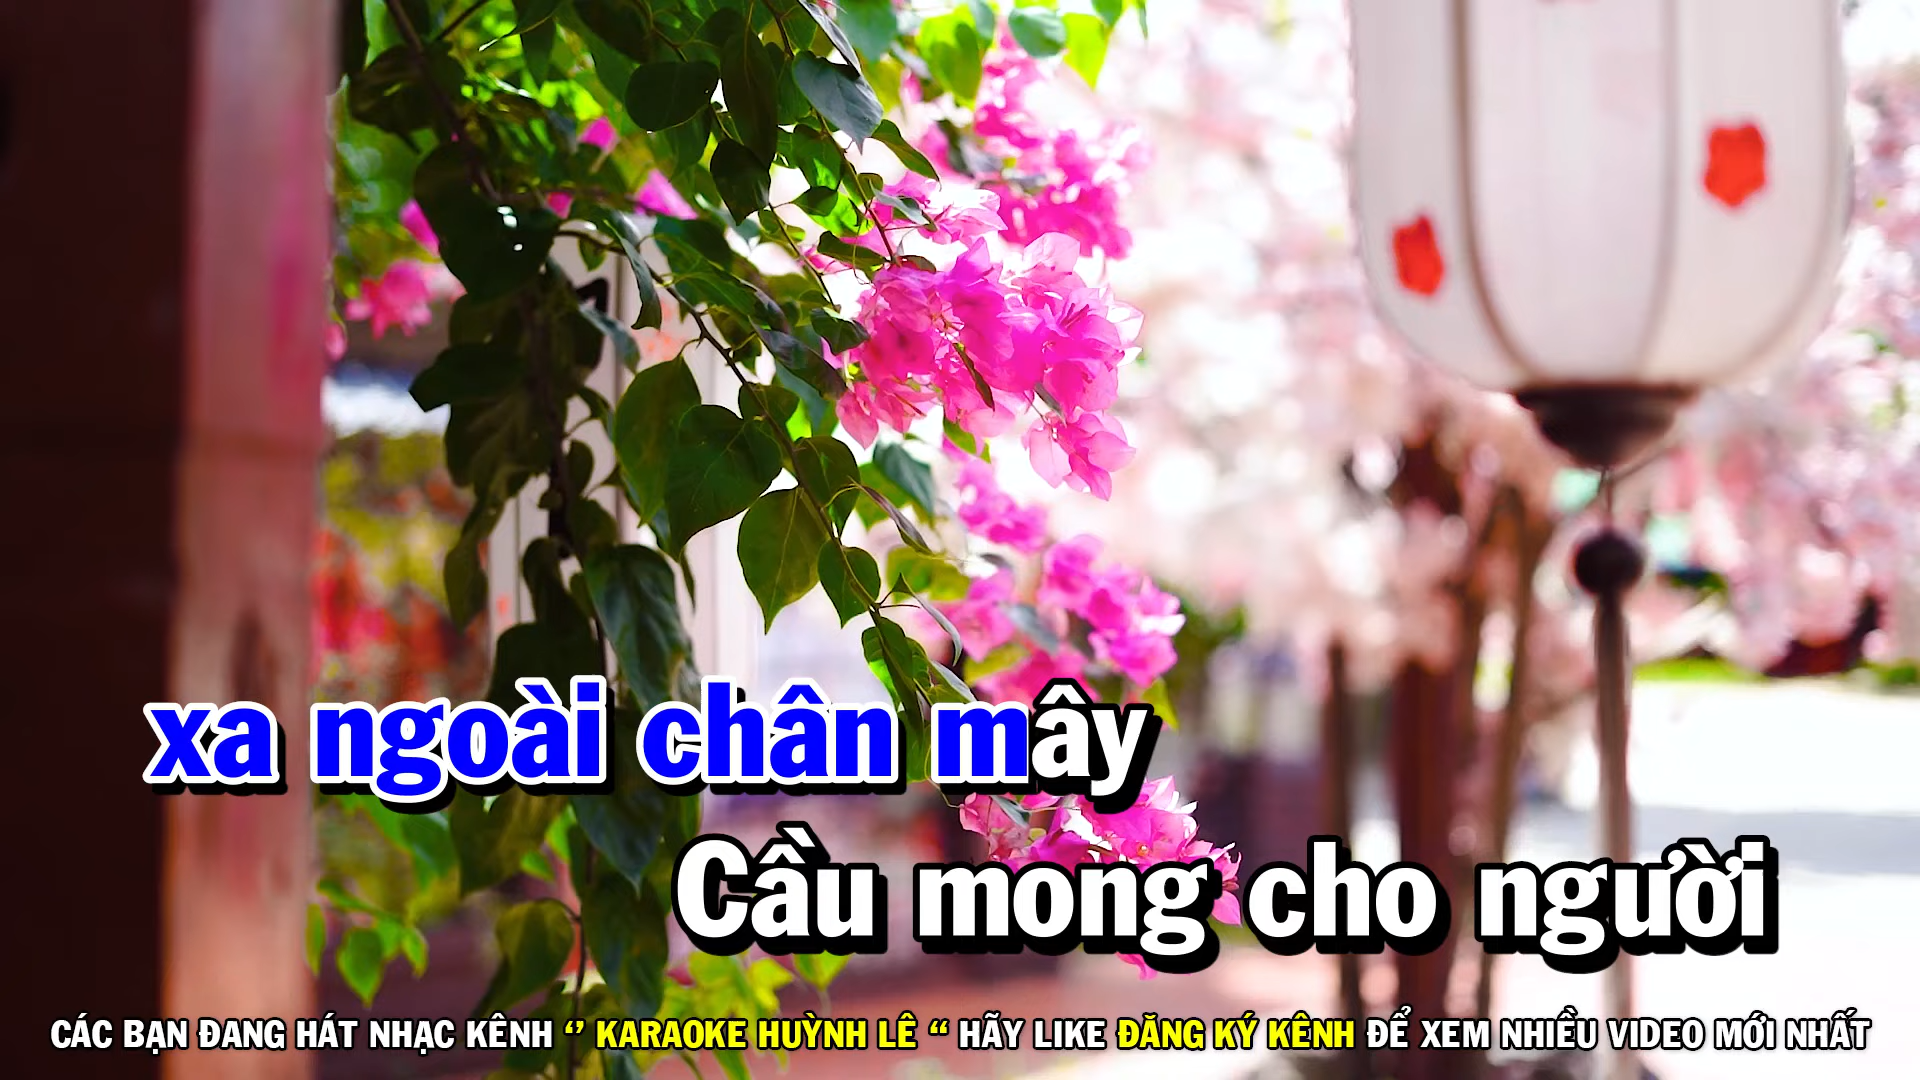 xa ngoài chân mây
Cầu mong cho người
CÁC BẠN ĐANG HÁT NHẠC KÊNH “ KARAOKE HUỲNH LÊ “ HÃY LIKE ĐĂNG KÝ KÊNH ĐỂ XEM NHIỀU VIDEO MỚI NHẤT